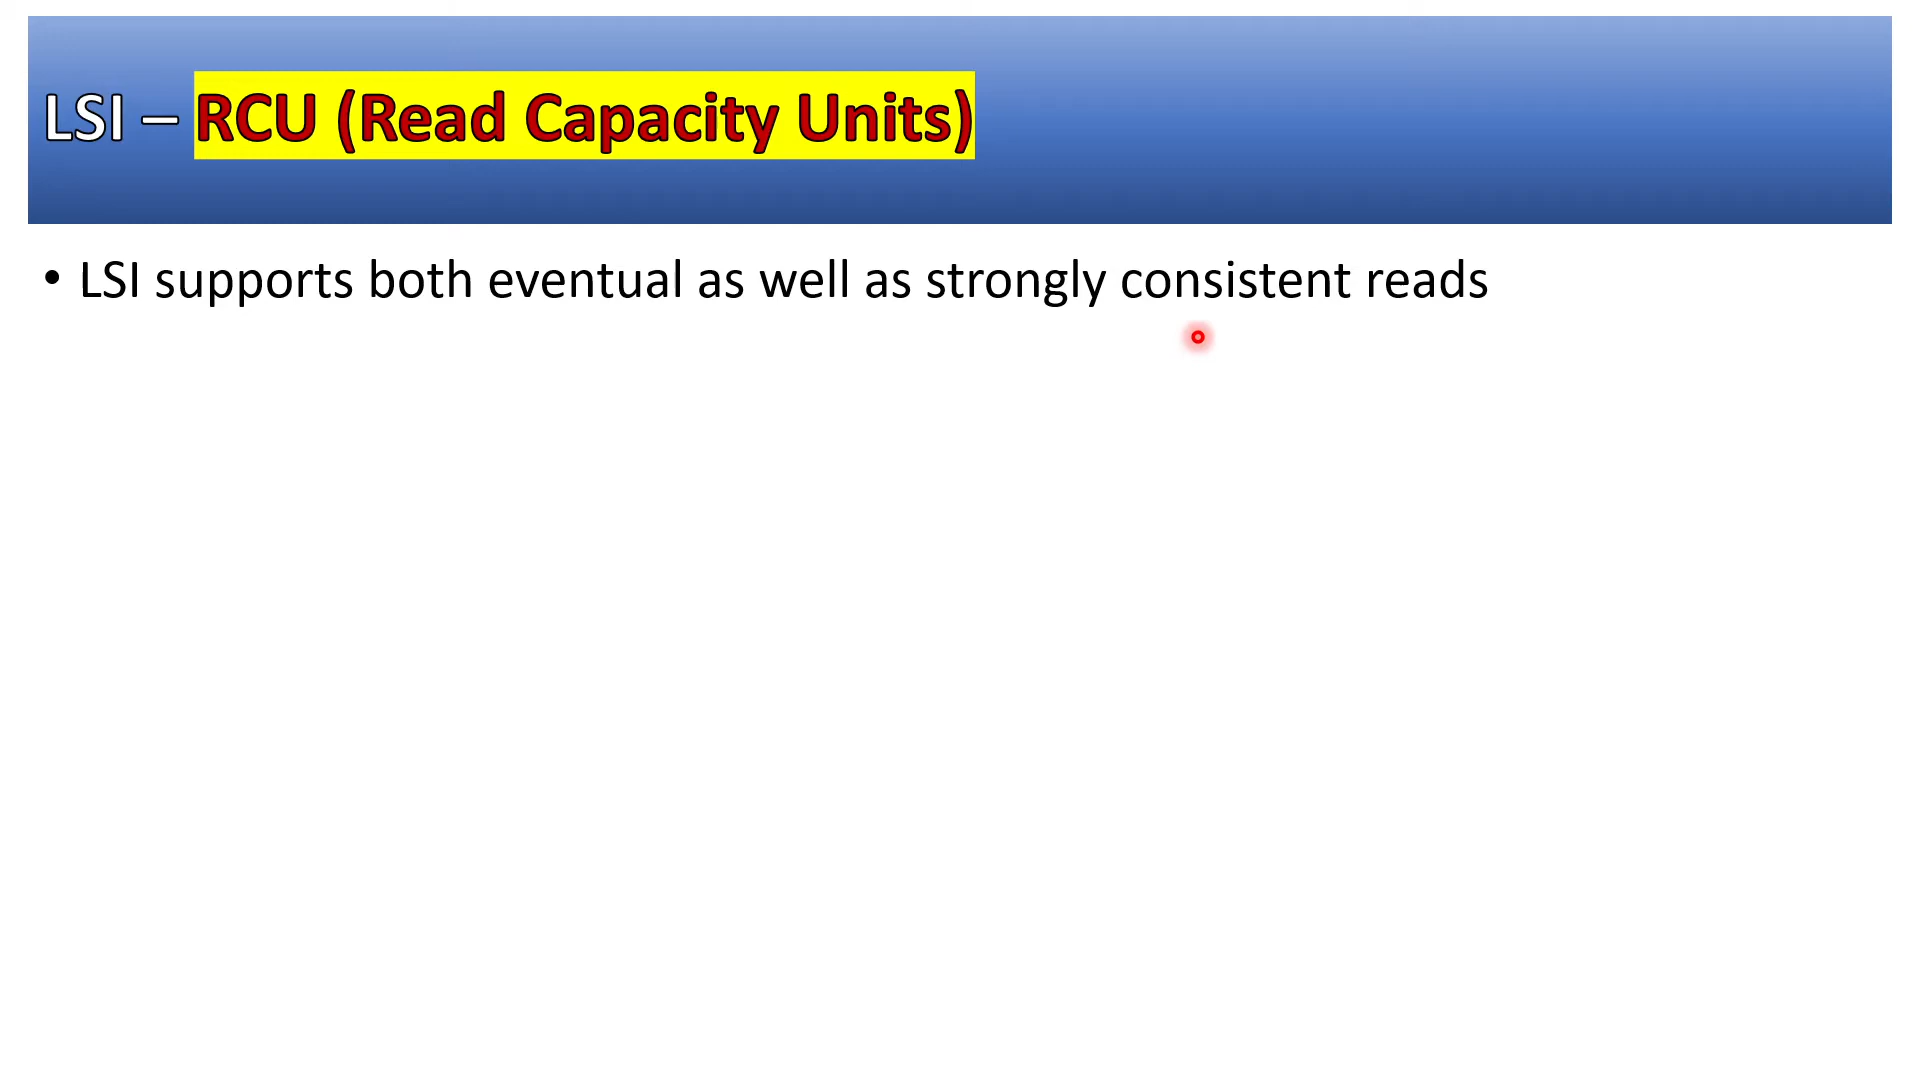 LSI – RCU (Read Capacity Units)
• LSI supports both eventual as well as strongly consistent reads